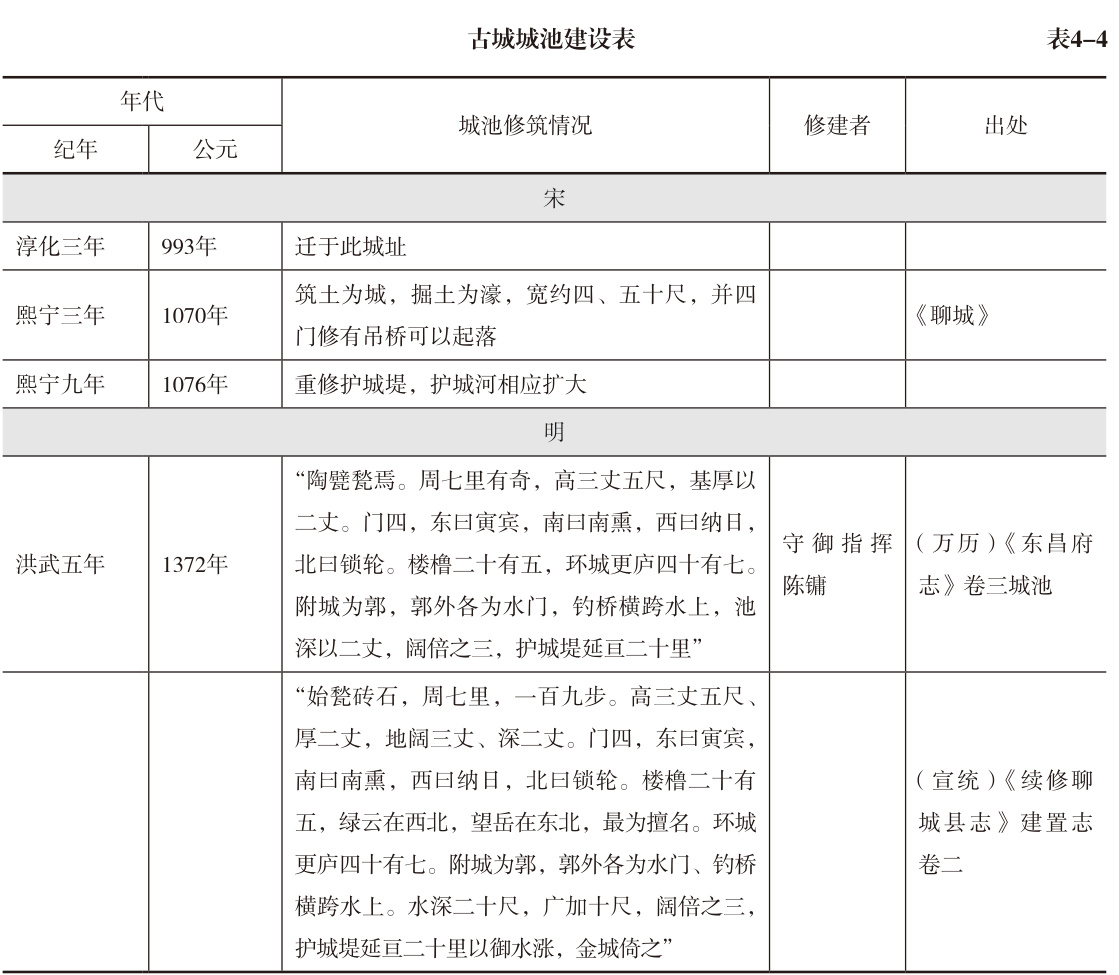 古城城池建设表 表4-4
年代
城池修筑情况 修建者 出处
纪年 公元
宋
淳化三年 993年 迁于此城址
熙宁三年 1070年 筑土为城，掘土为濠，宽约四、五十尺，并四
门修有吊桥可以起落
《聊城》
熙宁九年 1076年 重修护城堤，护城河相应扩大
明
洪武五年 1372年
“陶甓甃焉。周七里有奇，高三丈五尺，基厚以
二丈。门四，东曰寅宾，南曰南熏，西曰纳日，
北曰锁轮。楼橹二十有五，环城更庐四十有七。
附城为郭，郭外各为水门，钓桥横跨水上，池
深以二丈，阔倍之三，护城堤延亘二十里”
守御指挥
陈镛
（万历）《东昌府
志》卷三城池
“始甃砖石，周七里，一百九步。高三丈五尺、
厚二丈，地阔三丈、深二丈。门四，东曰寅宾，
南曰南熏，西曰纳日，北曰锁轮。楼橹二十有
五，绿云在西北，望岳在东北，最为擅名。环城
更庐四十有七。附城为郭，郭外各为水门、钓桥
横跨水上。水深二十尺，广加十尺，阔倍之三，
护城堤延亘二十里以御水涨，金城倚之”
（宣统）《续修聊
城县志》建置志
卷二